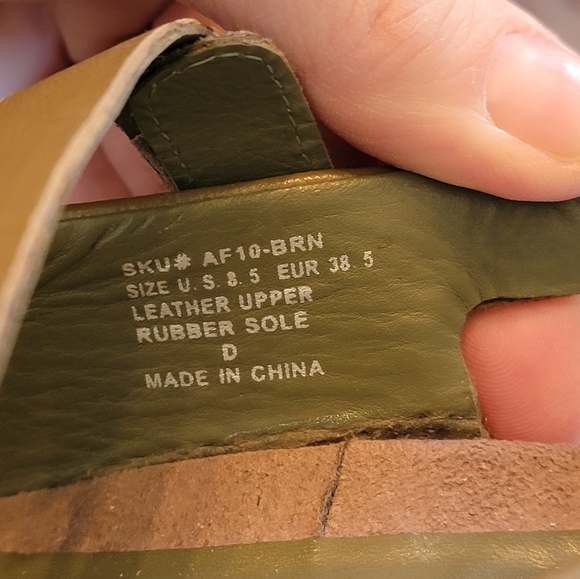 SKU# AF10-BRN
SIZE U.S.8.5 EUR 38.5
LEATHER UPPER
RUBBER SOLE
D
MADE IN CHINA